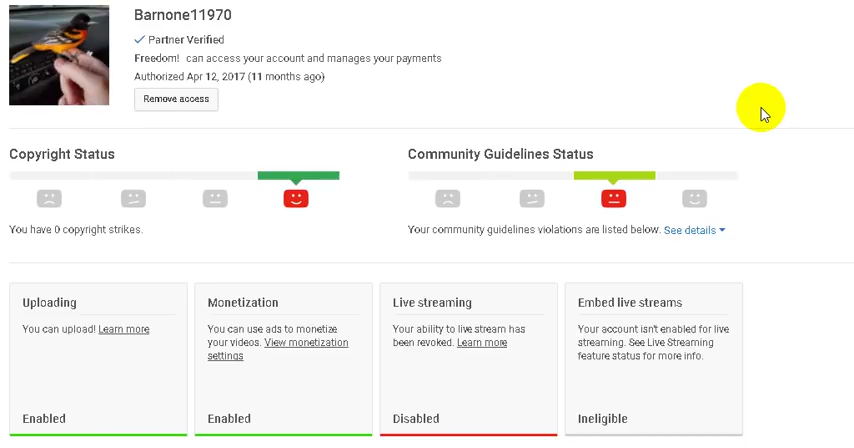 Barnone11970
Partner Verified
Freedom! can access your account and manages your payments
Authorized Apr 12, 2017 (11 months ago)
Remove access
Copyright Status
Community Guidelines Status
You have 0 copyright strikes.
Your community guidelines violations are listed below. See details
Uploading
You can upload! Learn more
Enabled
Monetization
You can use ads to monetize
your videos. View monetization
settings
Enabled
Live streaming
Your ability to live stream has
been revoked. Learn more
Disabled
Embed live streams
Your account isn't enabled for live
streaming. See Live Streaming
feature status for more info.
Ineligible